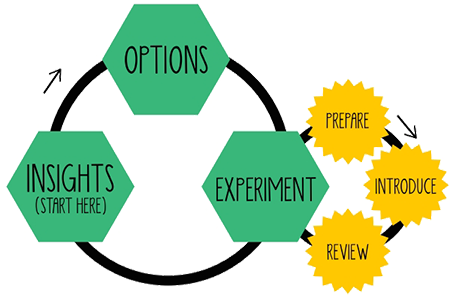 OPTIONS
INSIGHTS
(START HERE)
EXPERIMENT
PREPARE
INTRODUCE
REVIEW